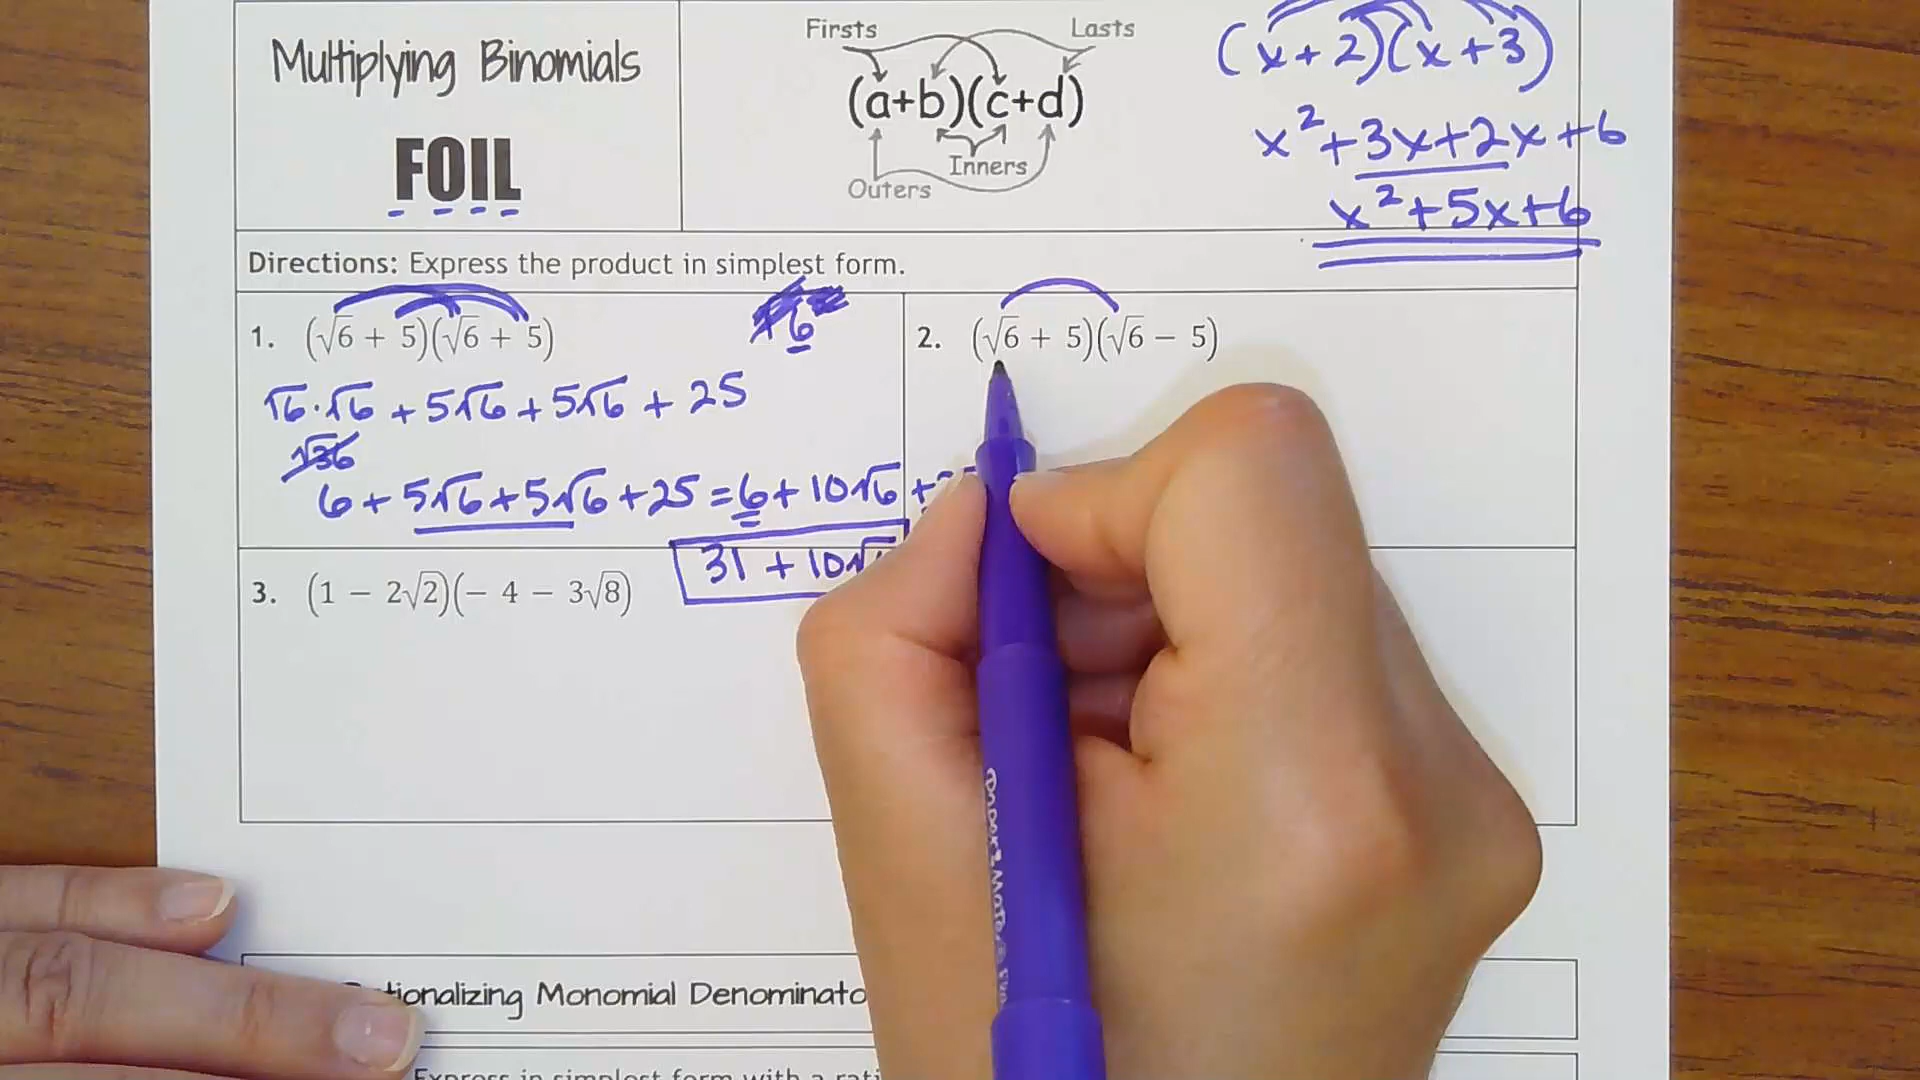 Multiplying Binomials
FOIL
Firsts Lasts
(a+b)(c+d)
Inners
Outers
(x+2)(x+3)
x²+3x+2x+6
x²+5x+6
Directions: Express the product in simplest form.
1. (√6 + 5)(√6 + 5)
√6·√6 + 5√6 + 5√6 + 25
√36
6 + 5√6 + 5√6 + 25 = 6 + 10√6 +
31 + 10√
6
2. (√6 + 5)(√6 − 5)
3. (1 − 2√2)(− 4 − 3√8)
Monomial
Express in simplest form with a